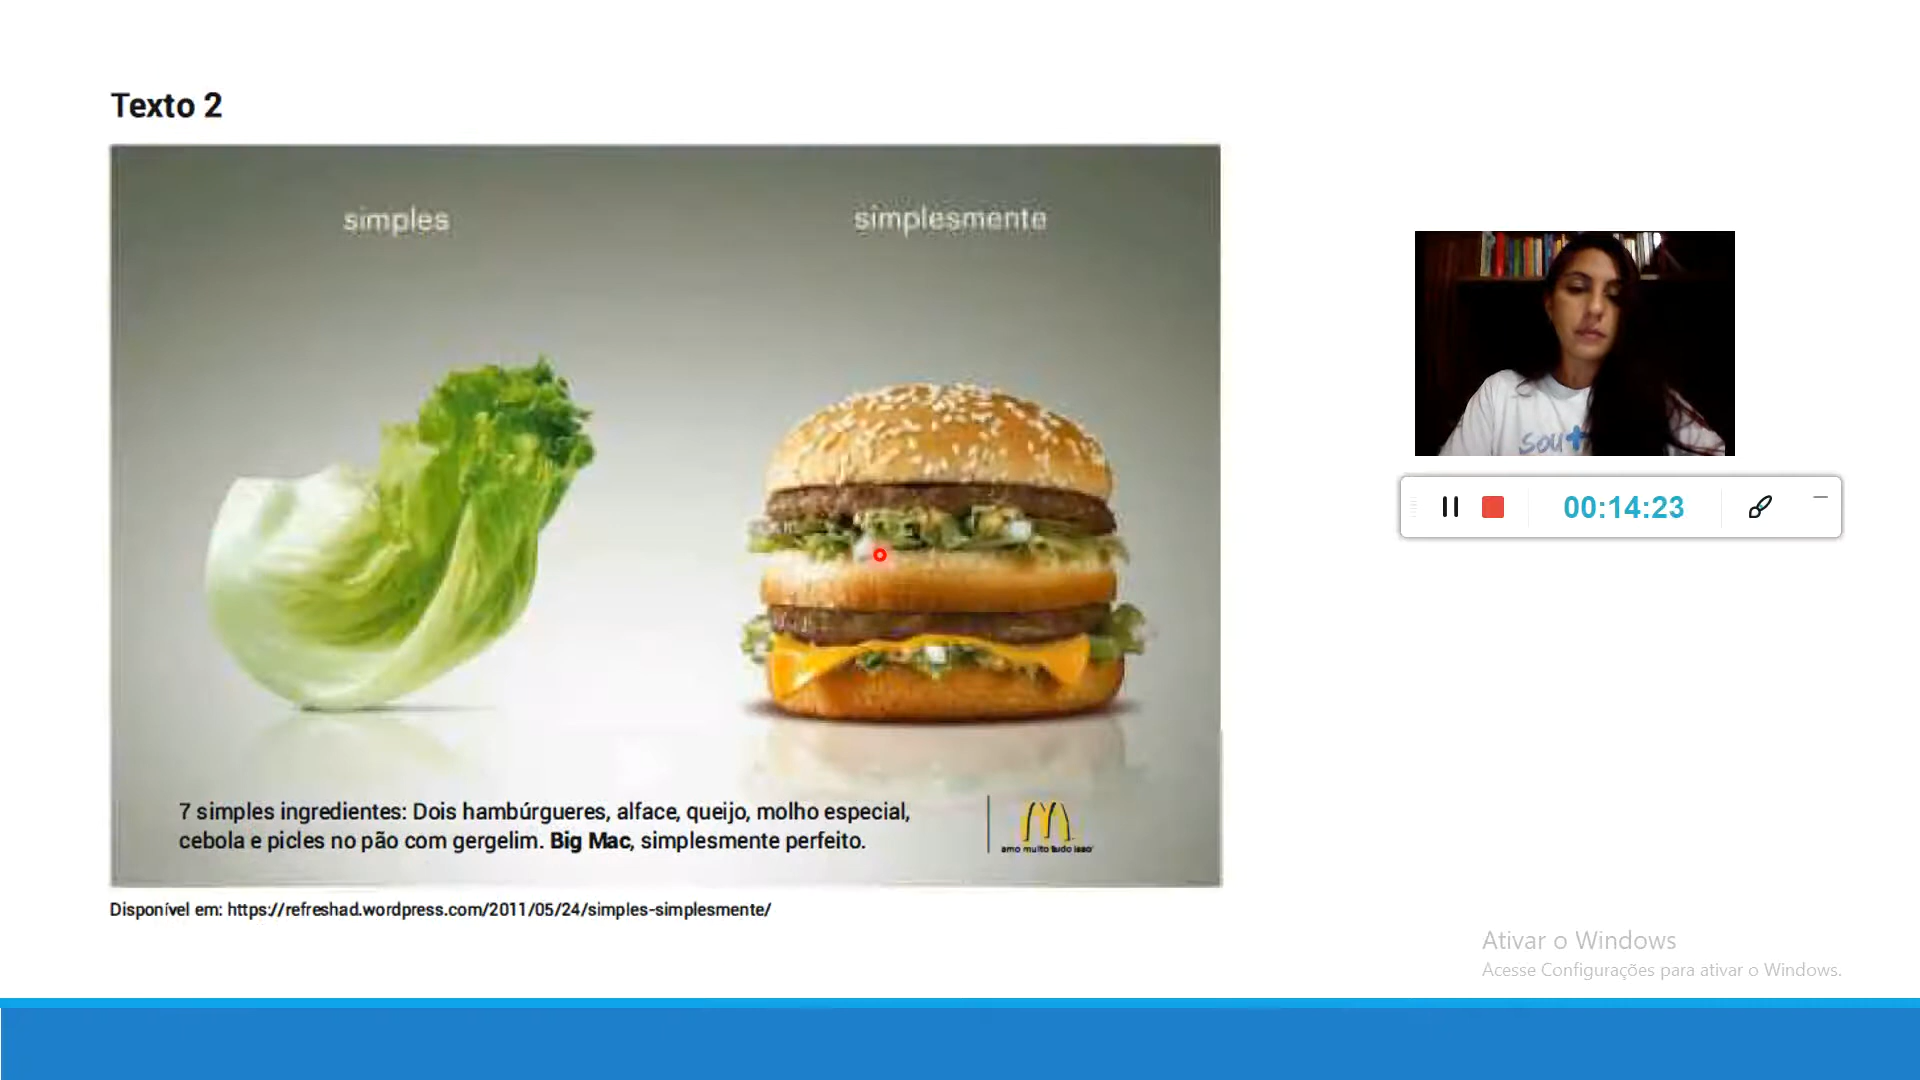 Texto 2
simples
simplesmente
7 simples ingredientes: Dois hambúrgueres, alface, queijo, molho especial,
cebola e picles no pão com gergelim. Big Mac, simplesmente perfeito.
amo muito tudo isso
Disponível em: https://refreshad.wordpress.com/2011/05/24/simples-simplesmente/
sou+
00:14:23
Ativar o Windows
Acesse Configurações para ativar o Windows.